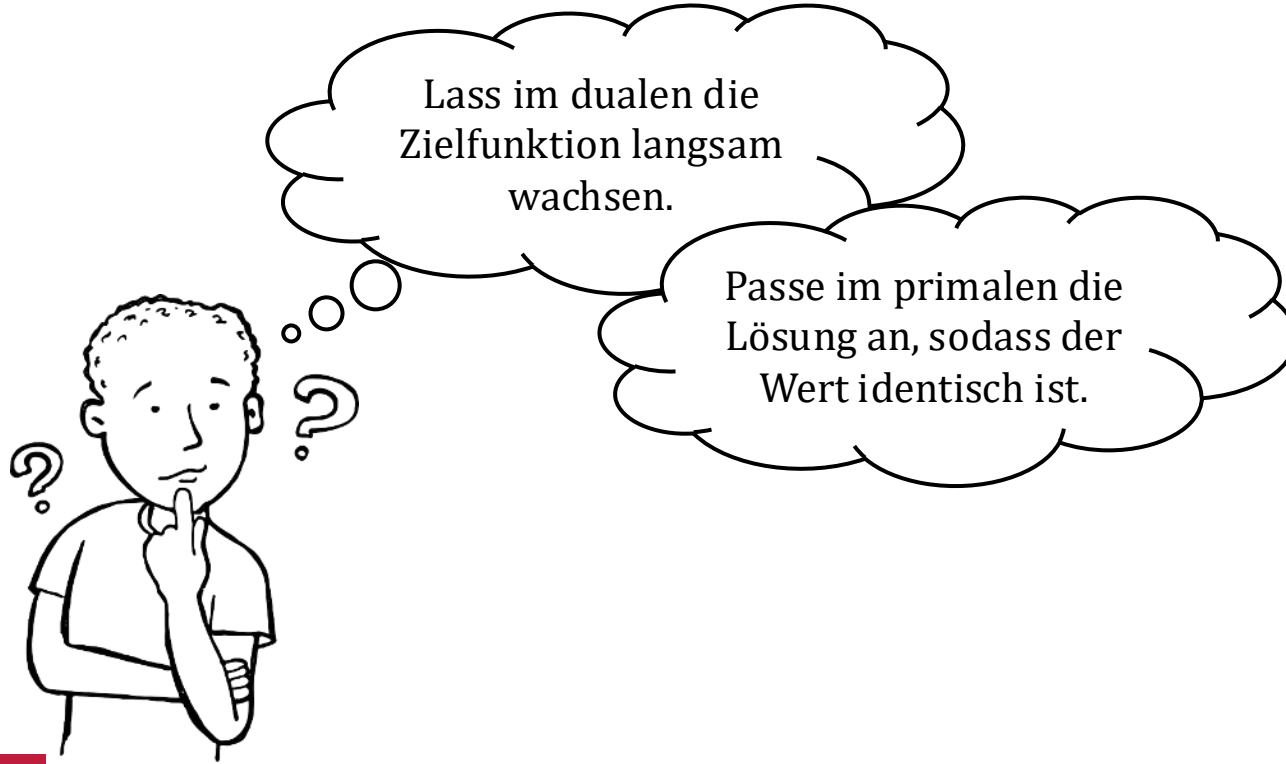 Lass im dualen die
Zielfunktion langsam
wachsen.
Passe im primalen die
Lösung an, sodass der
Wert identisch ist.
?
?